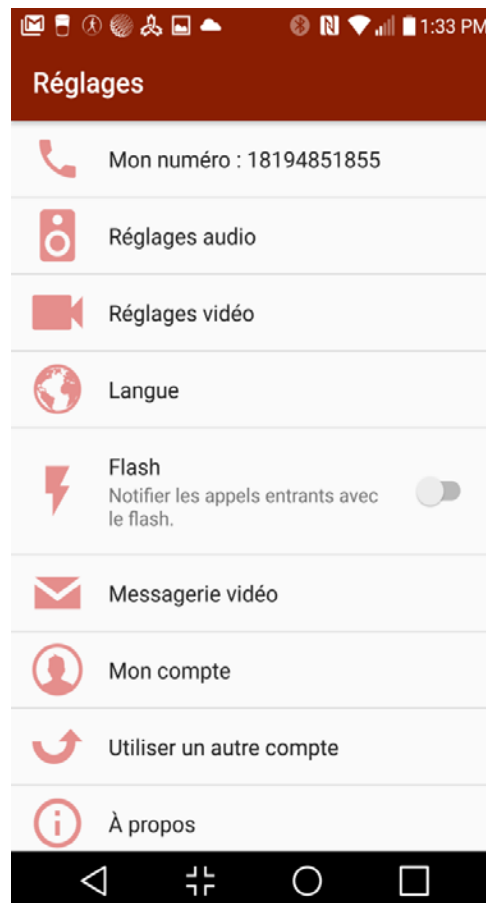 1:33 PM
Réglages
Mon numéro : 18194851855
Réglages audio
Réglages vidéo
Langue
Flash
Notifier les appels entrants avec
le flash.
Messagerie vidéo
Mon compte
Utiliser un autre compte
À propos